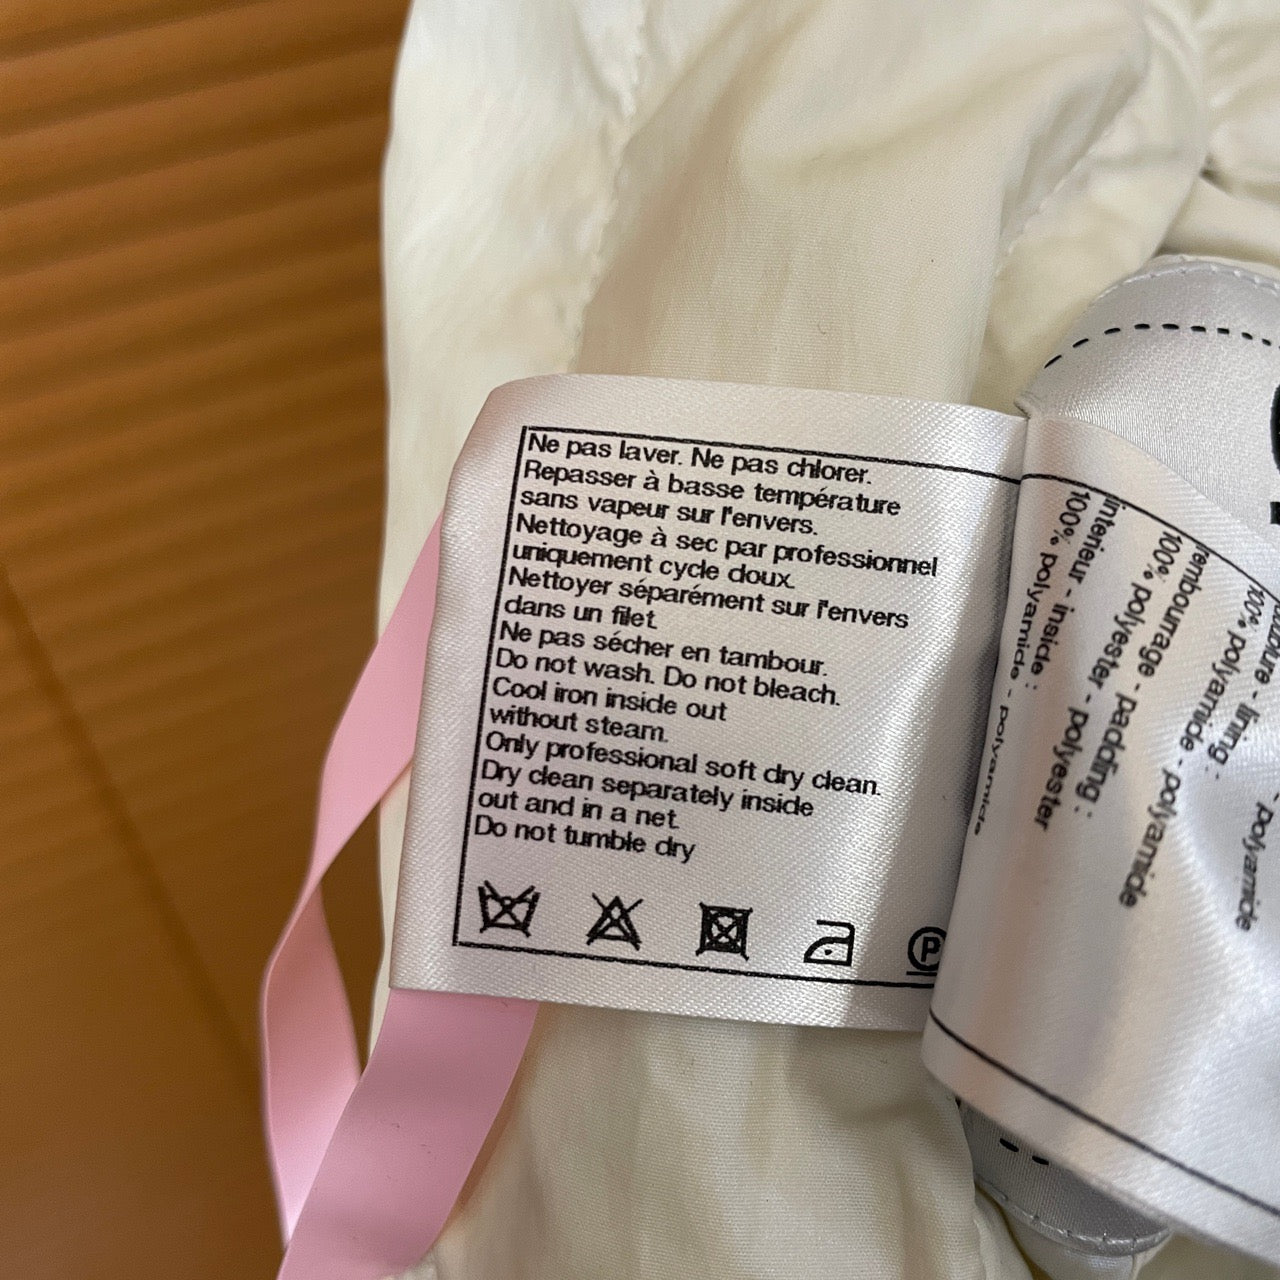 Ne pas laver. Ne pas chlorer.
Repasser à basse température
sans vapeur sur l'envers.
Nettoyage à sec par professionnel
uniquement cycle doux.
Nettoyer séparément sur l'envers
dans un filet.
Ne pas sécher en tambour.
Do not wash. Do not bleach.
Cool iron inside out
without steam.
Only professional soft dry clean.
Dry clean separately inside
out and in a net.
Do not tumble dry
P
100% polyamide - polyamide
rembourrage - padding :
100% polyester - polyester
intérieur - inside :
100% polyamide - polyamide